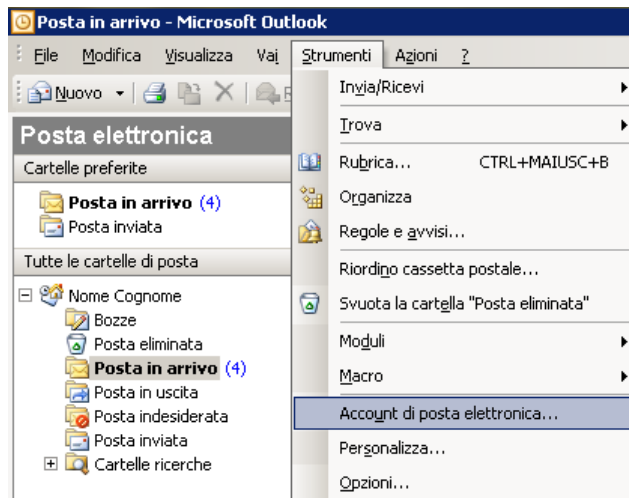 Posta in arrivo - Microsoft Outlook
File Modifica Visualizza Vai Strumenti Azioni ?
Nuovo
Posta elettronica
Cartelle preferite
Posta in arrivo (4)
Posta inviata
Tutte le cartelle di posta
Nome Cognome
Bozze
Posta eliminata
Posta in arrivo (4)
Posta in uscita
Posta indesiderata
Posta inviata
Cartelle ricerche
Invia/Ricevi
Trova
Rubrica... CTRL+MAIUSC+B
Organizza
Regole e avvisi...
Riordino cassetta postale...
Svuota la cartella "Posta eliminata"
Moduli
Macro
Account di posta elettronica...
Personalizza...
Opzioni...